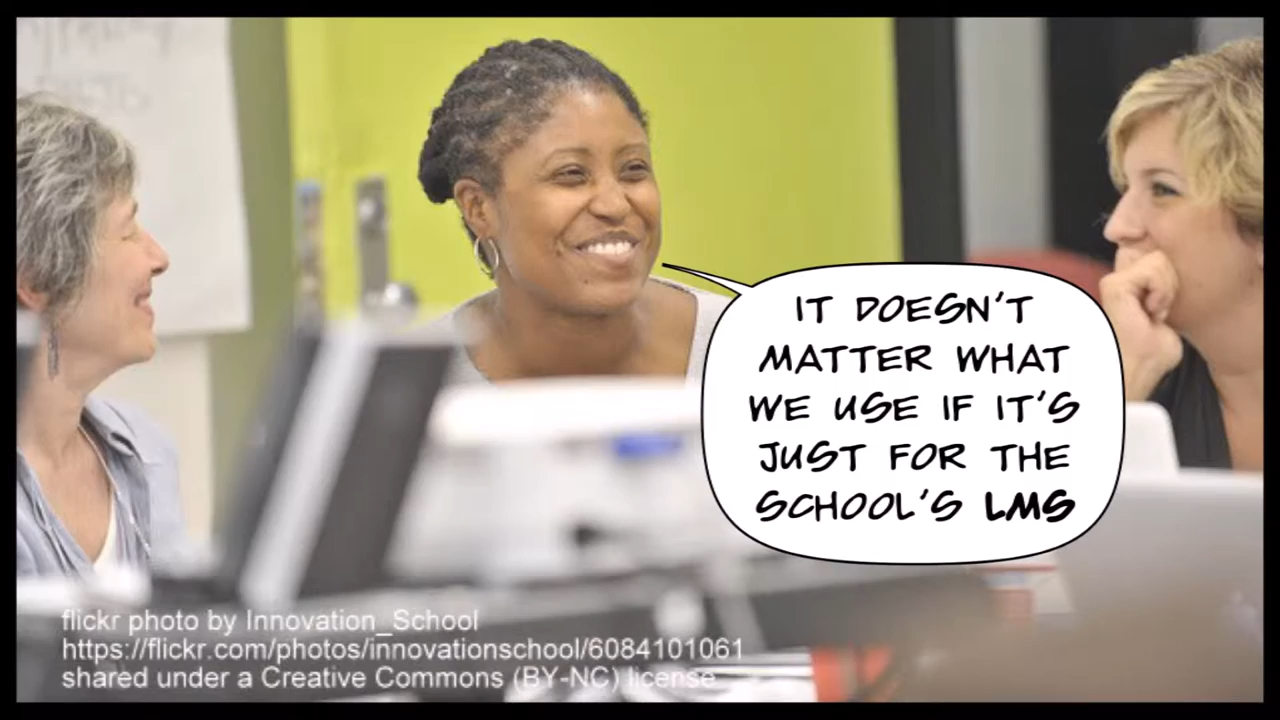 IT DOESN'T
MATTER WHAT
WE USE IF IT'S
JUST FOR THE
SCHOOL'S LMS
flickr photo by Innovation_School
https://flickr.com/photos/innovationschool/6084101061
shared under a Creative Commons (BY-NC) license